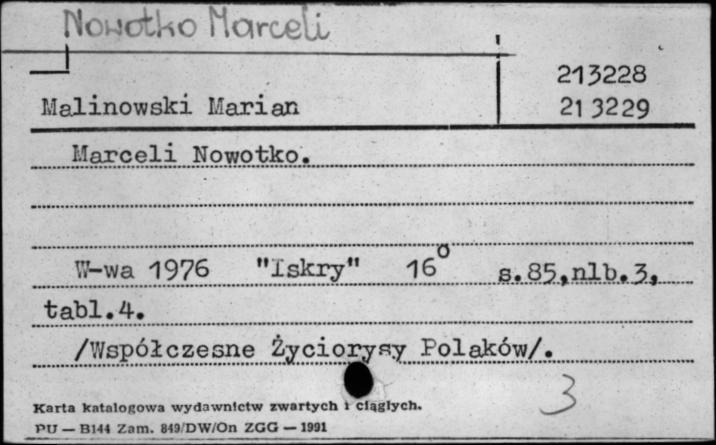 Nowotko Marceli
213228
Malinowski Marian 213229
Marceli Nowotko.
W-wa 1976 "Iskry" 16° s.85,nlb.3,
tabl.4.
/Współczesne Życiorysy Polaków/.
3
Karta katalogowa wydawnictw zwartych i ciągłych.
PU — B144 Zam. 849/DW/On ZGG — 1991